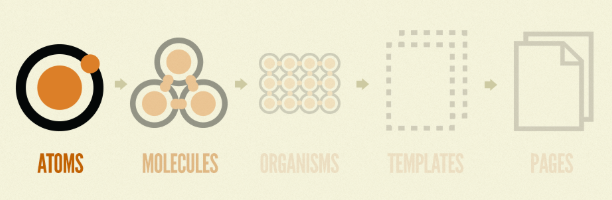 ATOMS
MOLECULES
ORGANISMS
TEMPLATES
PAGES